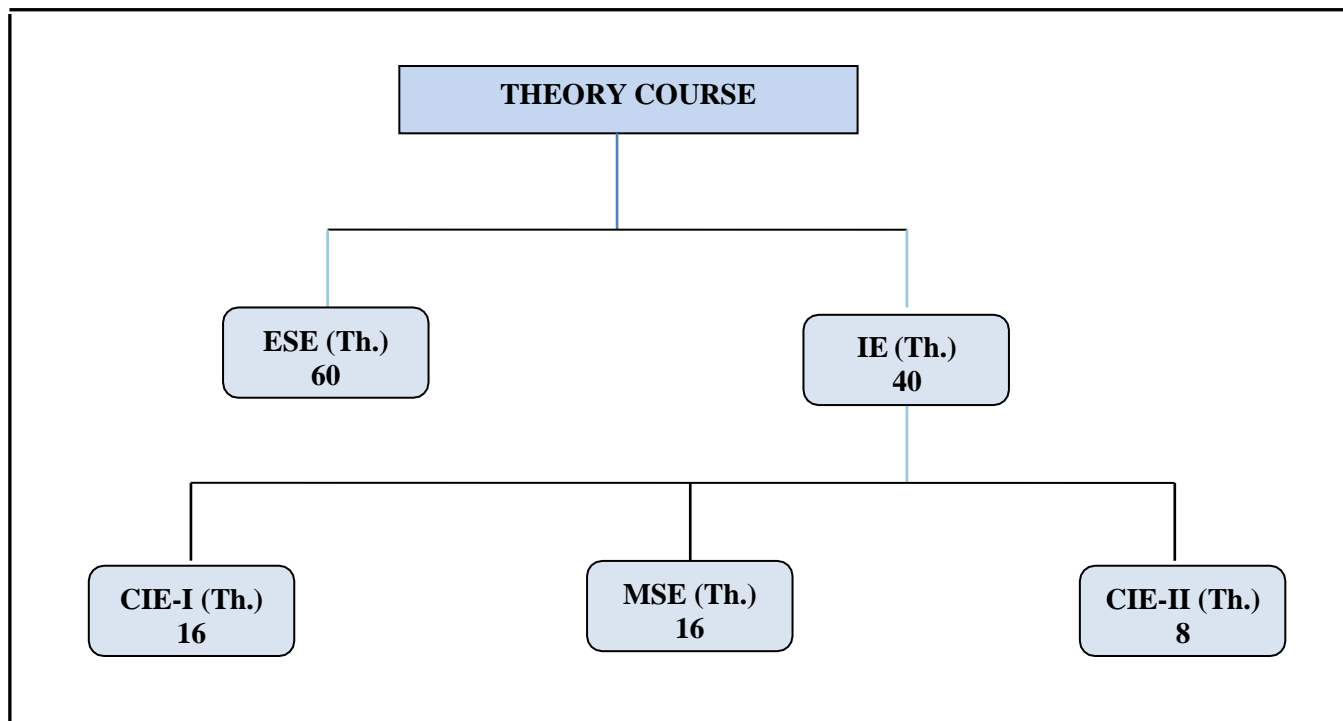 THEORY COURSE
ESE (Th.)
60
IE (Th.)
40
CIE-I (Th.)
16
MSE (Th.)
16
CIE-II (Th.)
8